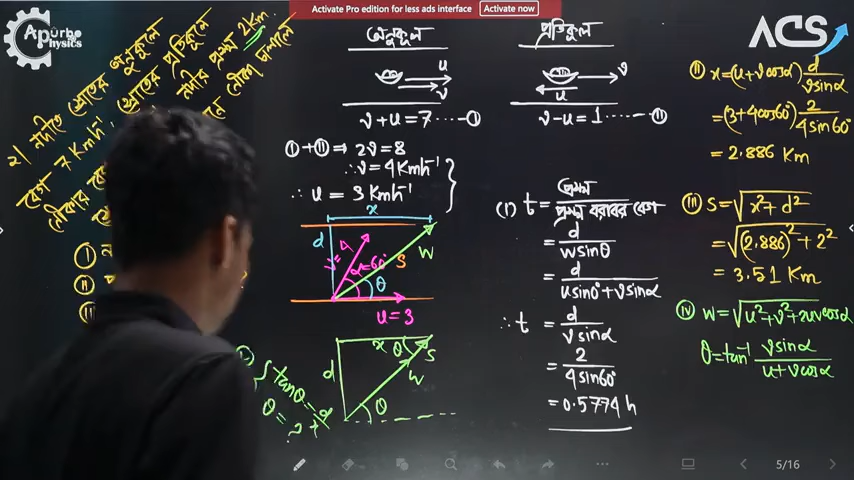 Activate Pro edition for less ads interface
Activate now
Apurbo
Physics
ACS
২) নদীতে স্রোতের অনুকূলে
বেগ 7 Kmh⁻¹, স্রোতের প্রতিকূলে
নৌকার বেগ
নদীর প্রস্থ 2Km.
নৌকা চালালে
①
②
③
অনুকূল
u
v
v+u = 7 ----- ①
প্রতিকূল
v
u
v-u = 1 ------- ②
① + ② ⇒ 2v = 8
∴ v = 4 Kmh⁻¹
∴ u = 3 Kmh⁻¹
x
d
v = 4
α=60°
θ
S
W
u = 3
x
θ
S
d
W
θ
tanθ = d/x
θ = ?
(i) t = প্রস্থ / প্রস্থ বরাবর বেগ
= d / wsinθ
= d / usin0° + vsinα
∴ t = d / vsinα
= 2 / 4sin60°
= 0.5774 h
ⅱ x = (u+vcosα) d / vsinα
= (3+4cos60°) 2 / 4sin60°
= 2.886 Km
ⅲ S = √x²+d²
= √(2.886)²+2²
= 3.51 Km
ⅳ W = √u²+v²+2uvcosα
θ = tan⁻¹ vsinα / u+vcosα
5/16